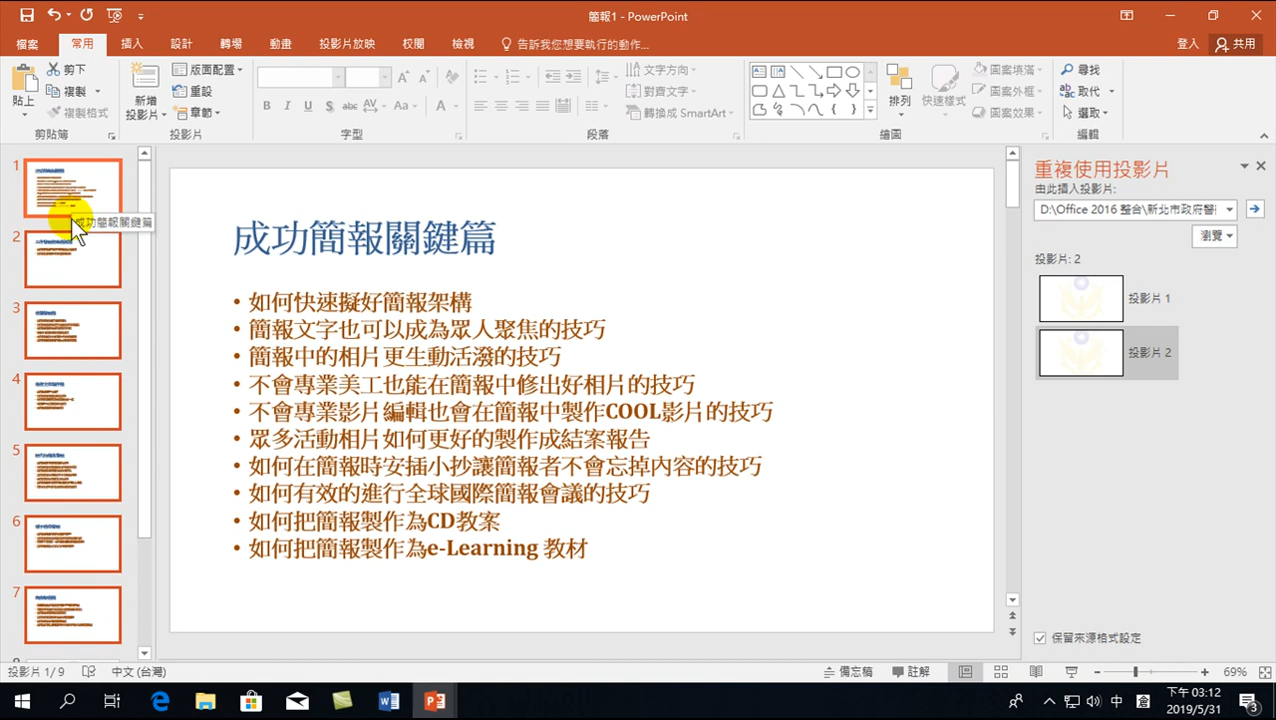 簡報1 - PowerPoint
檔案 常用 插入 設計 轉場 動畫 投影片放映 校閱 檢視 告訴我您想要執行的動作... 登入 共用
貼上 剪下 複製 複製格式 剪貼簿
新增投影片 版面配置 重設 章節 投影片
B I U S abc AV Aa A 字型
文字方向 對齊文字 轉換成 SmartArt 段落
排列 快速樣式 圖案填滿 圖案外框 圖案效果 繪圖
尋找 取代 選取 編輯
1
成功簡報關鍵篇
2
3
4
5
6
7
成功簡報關鍵篇
• 如何快速擬好簡報架構
• 簡報文字也可以成為眾人聚焦的技巧
• 簡報中的相片更生動活潑的技巧
• 不會專業美工也能在簡報中修出好相片的技巧
• 不會專業影片編輯也會在簡報中製作COOL影片的技巧
• 眾多活動相片如何更好的製作成結案報告
• 如何在簡報時安插小抄讓簡報者不會忘掉內容的技巧
• 如何有效的進行全球國際簡報會議的技巧
• 如何把簡報製作為CD教案
• 如何把簡報製作為e-Learning 教材
重複使用投影片
由此插入投影片:
D:\Office 2016 整合\新北市政府醫
瀏覽
投影片: 2
投影片 1
投影片 2
保留來源格式設定
投影片 1/9 中文 (台灣) 備忘稿 註解 69%
中 下午 03:12
2019/5/31 3